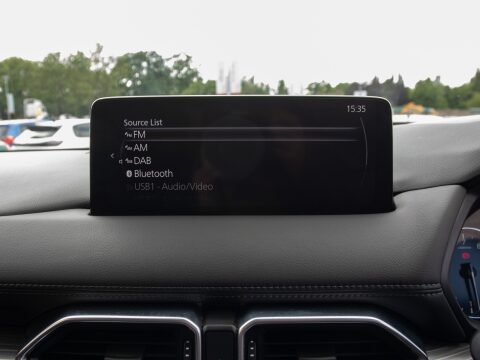 15:35
Source List
FM
AM
DAB
Bluetooth
USB1 - Audio/Video